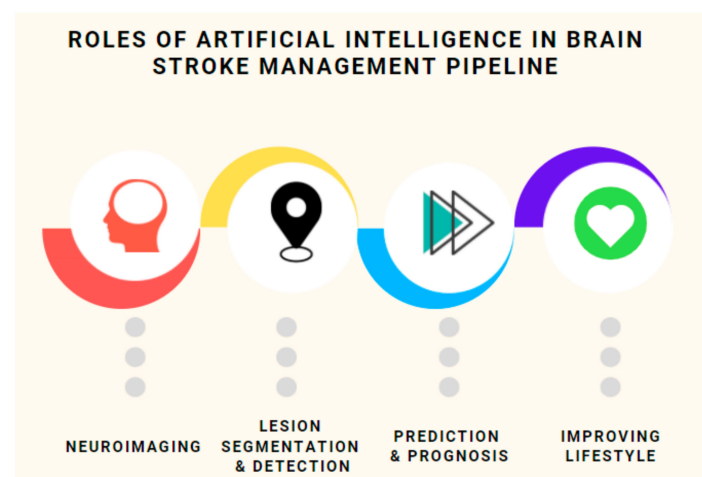 ROLES OF ARTIFICIAL INTELLIGENCE IN BRAIN
STROKE MANAGEMENT PIPELINE
NEUROIMAGING
LESION
SEGMENTATION
& DETECTION
PREDICTION
& PROGNOSIS
IMPROVING
LIFESTYLE